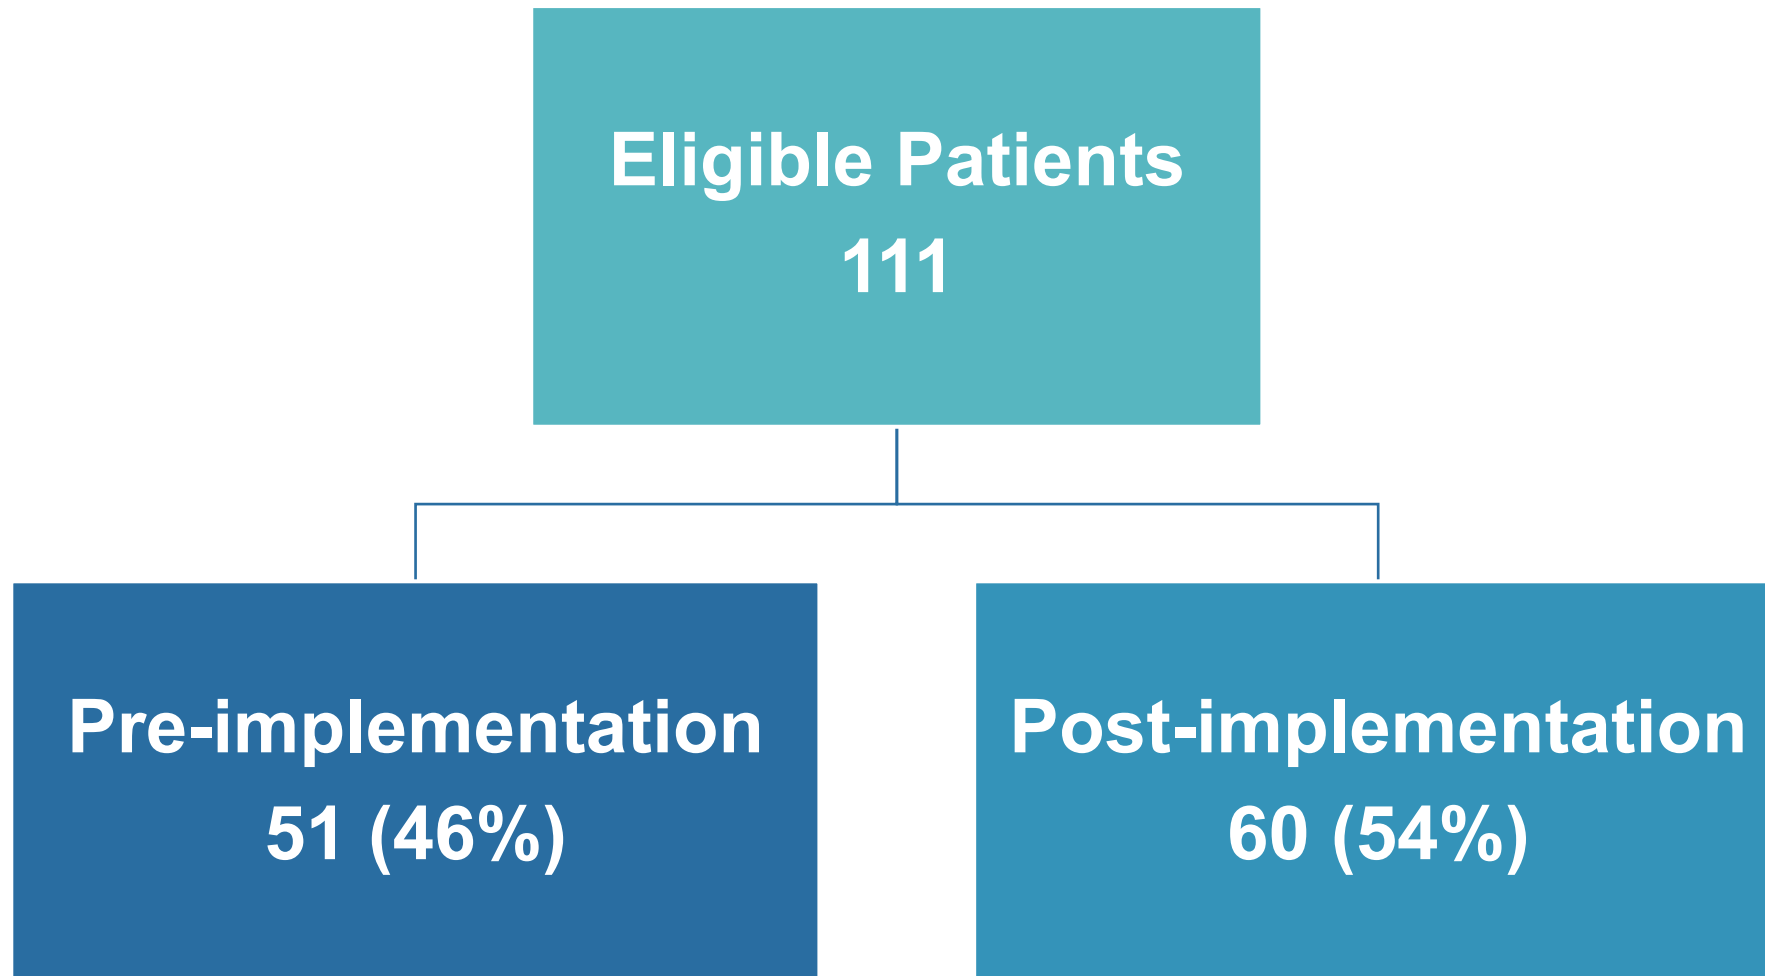 Eligible Patients
111
Pre-implementation
51 (46%)
Post-implementation
60 (54%)